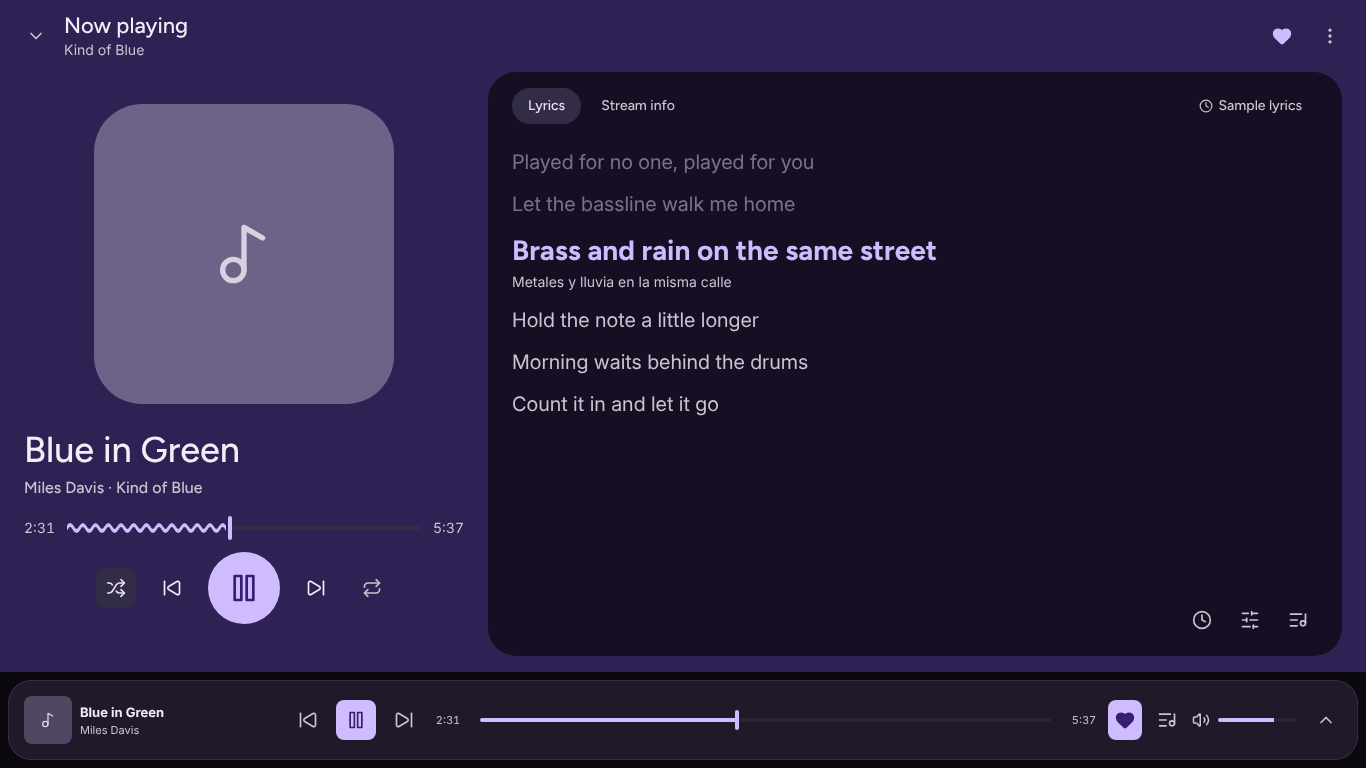 Now playing
Kind of Blue
Lyrics
Stream info
Sample lyrics
Played for no one, played for you
Let the bassline walk me home
Brass and rain on the same street
Metales y lluvia en la misma calle
Hold the note a little longer
Morning waits behind the drums
Count it in and let it go
Blue in Green
Miles Davis · Kind of Blue
2:31
5:37
Blue in Green
Miles Davis
2:31
5:37